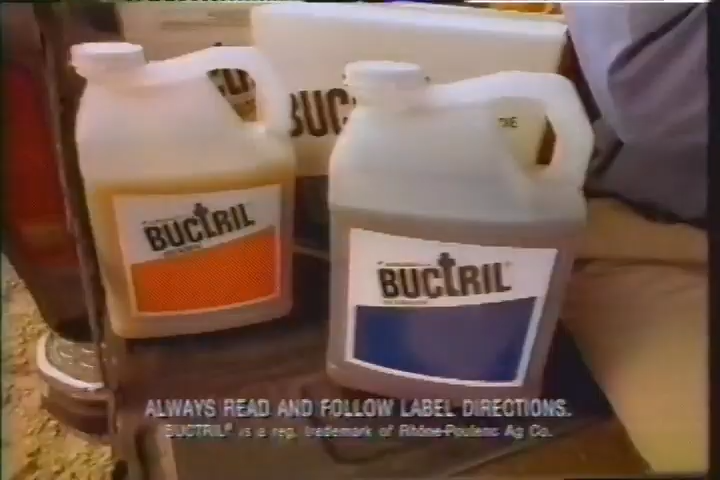 BUC
BUCTRIL®
BUCTRIL®
ALWAYS READ AND FOLLOW LABEL DIRECTIONS.
BUCTRIL® is a reg. trademark of Rhône-Poulenc Ag Co.